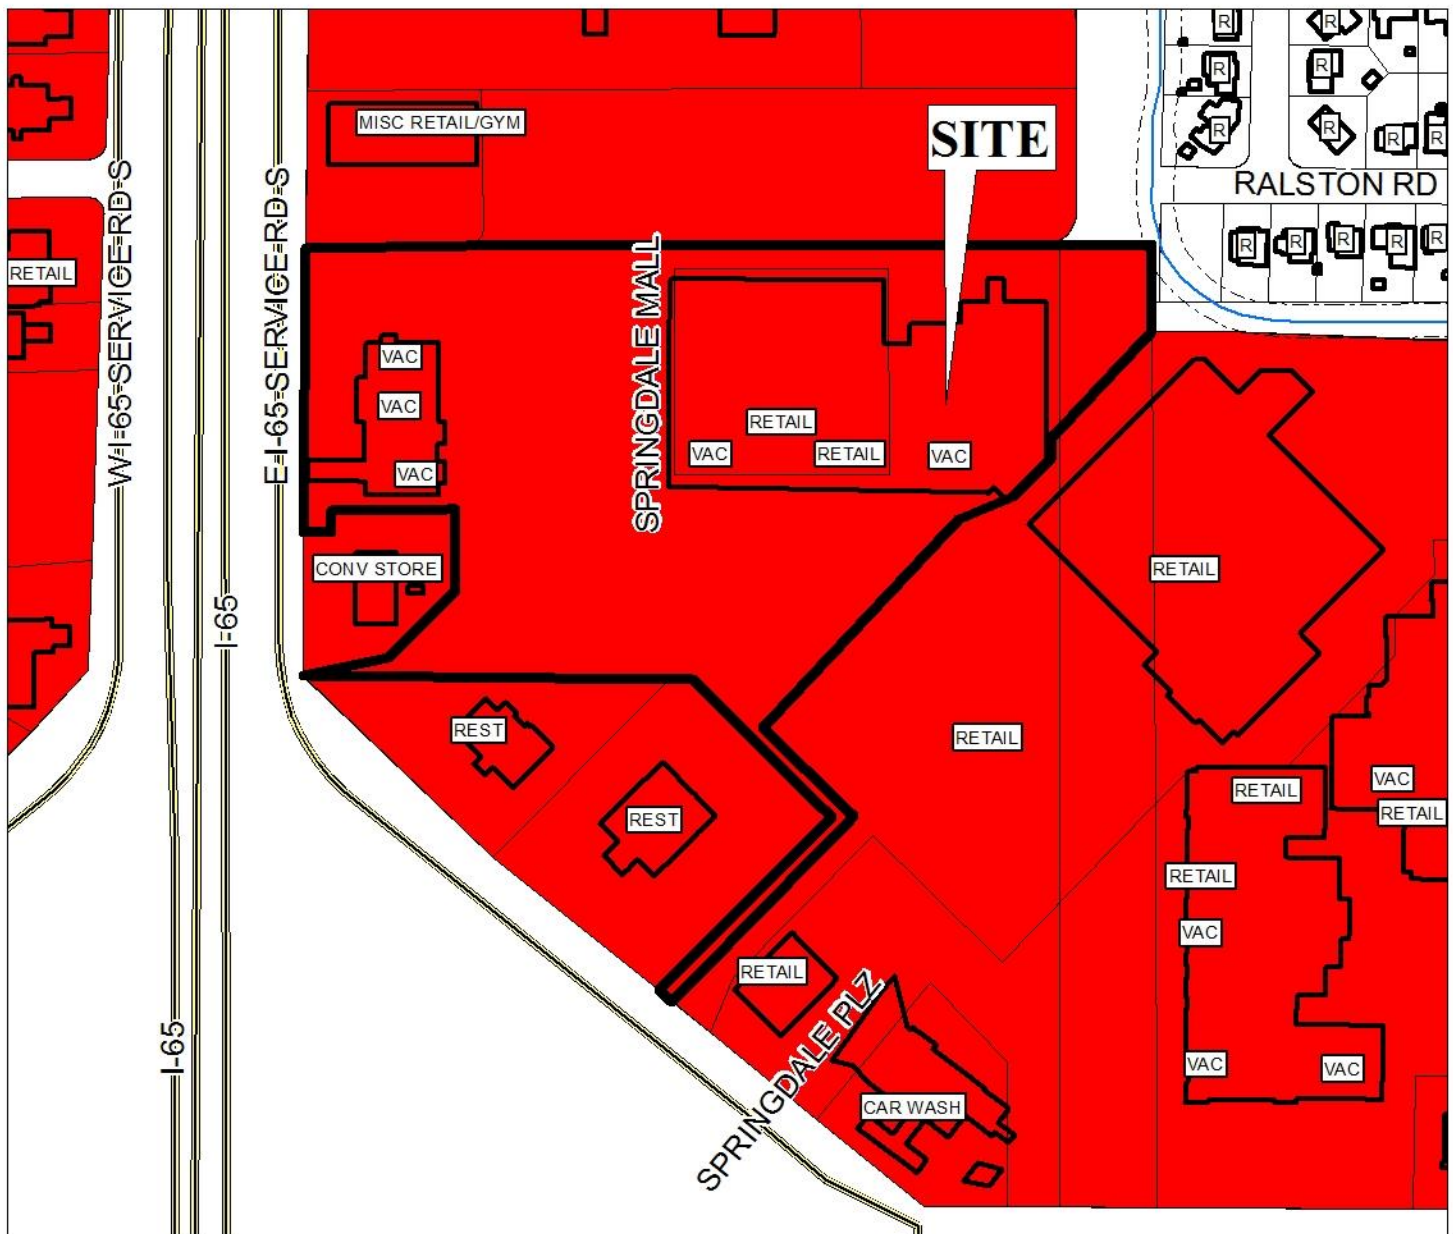 R
R
R
R
MISC RETAIL/GYM
SITE
R
R
R
R
RALSTON RD
W I-65 SERVICE RD S
E I-65 SERVICE RD S
R
R
R
R
R
RETAIL
SPRINGDALE MALL
VAC
VAC
RETAIL
VAC
RETAIL
VAC
VAC
CONV STORE
RETAIL
I-65
REST
RETAIL
VAC
RETAIL
RETAIL
REST
RETAIL
VAC
RETAIL
SPRINGDALE PLZ
I-65
VAC
VAC
CAR WASH